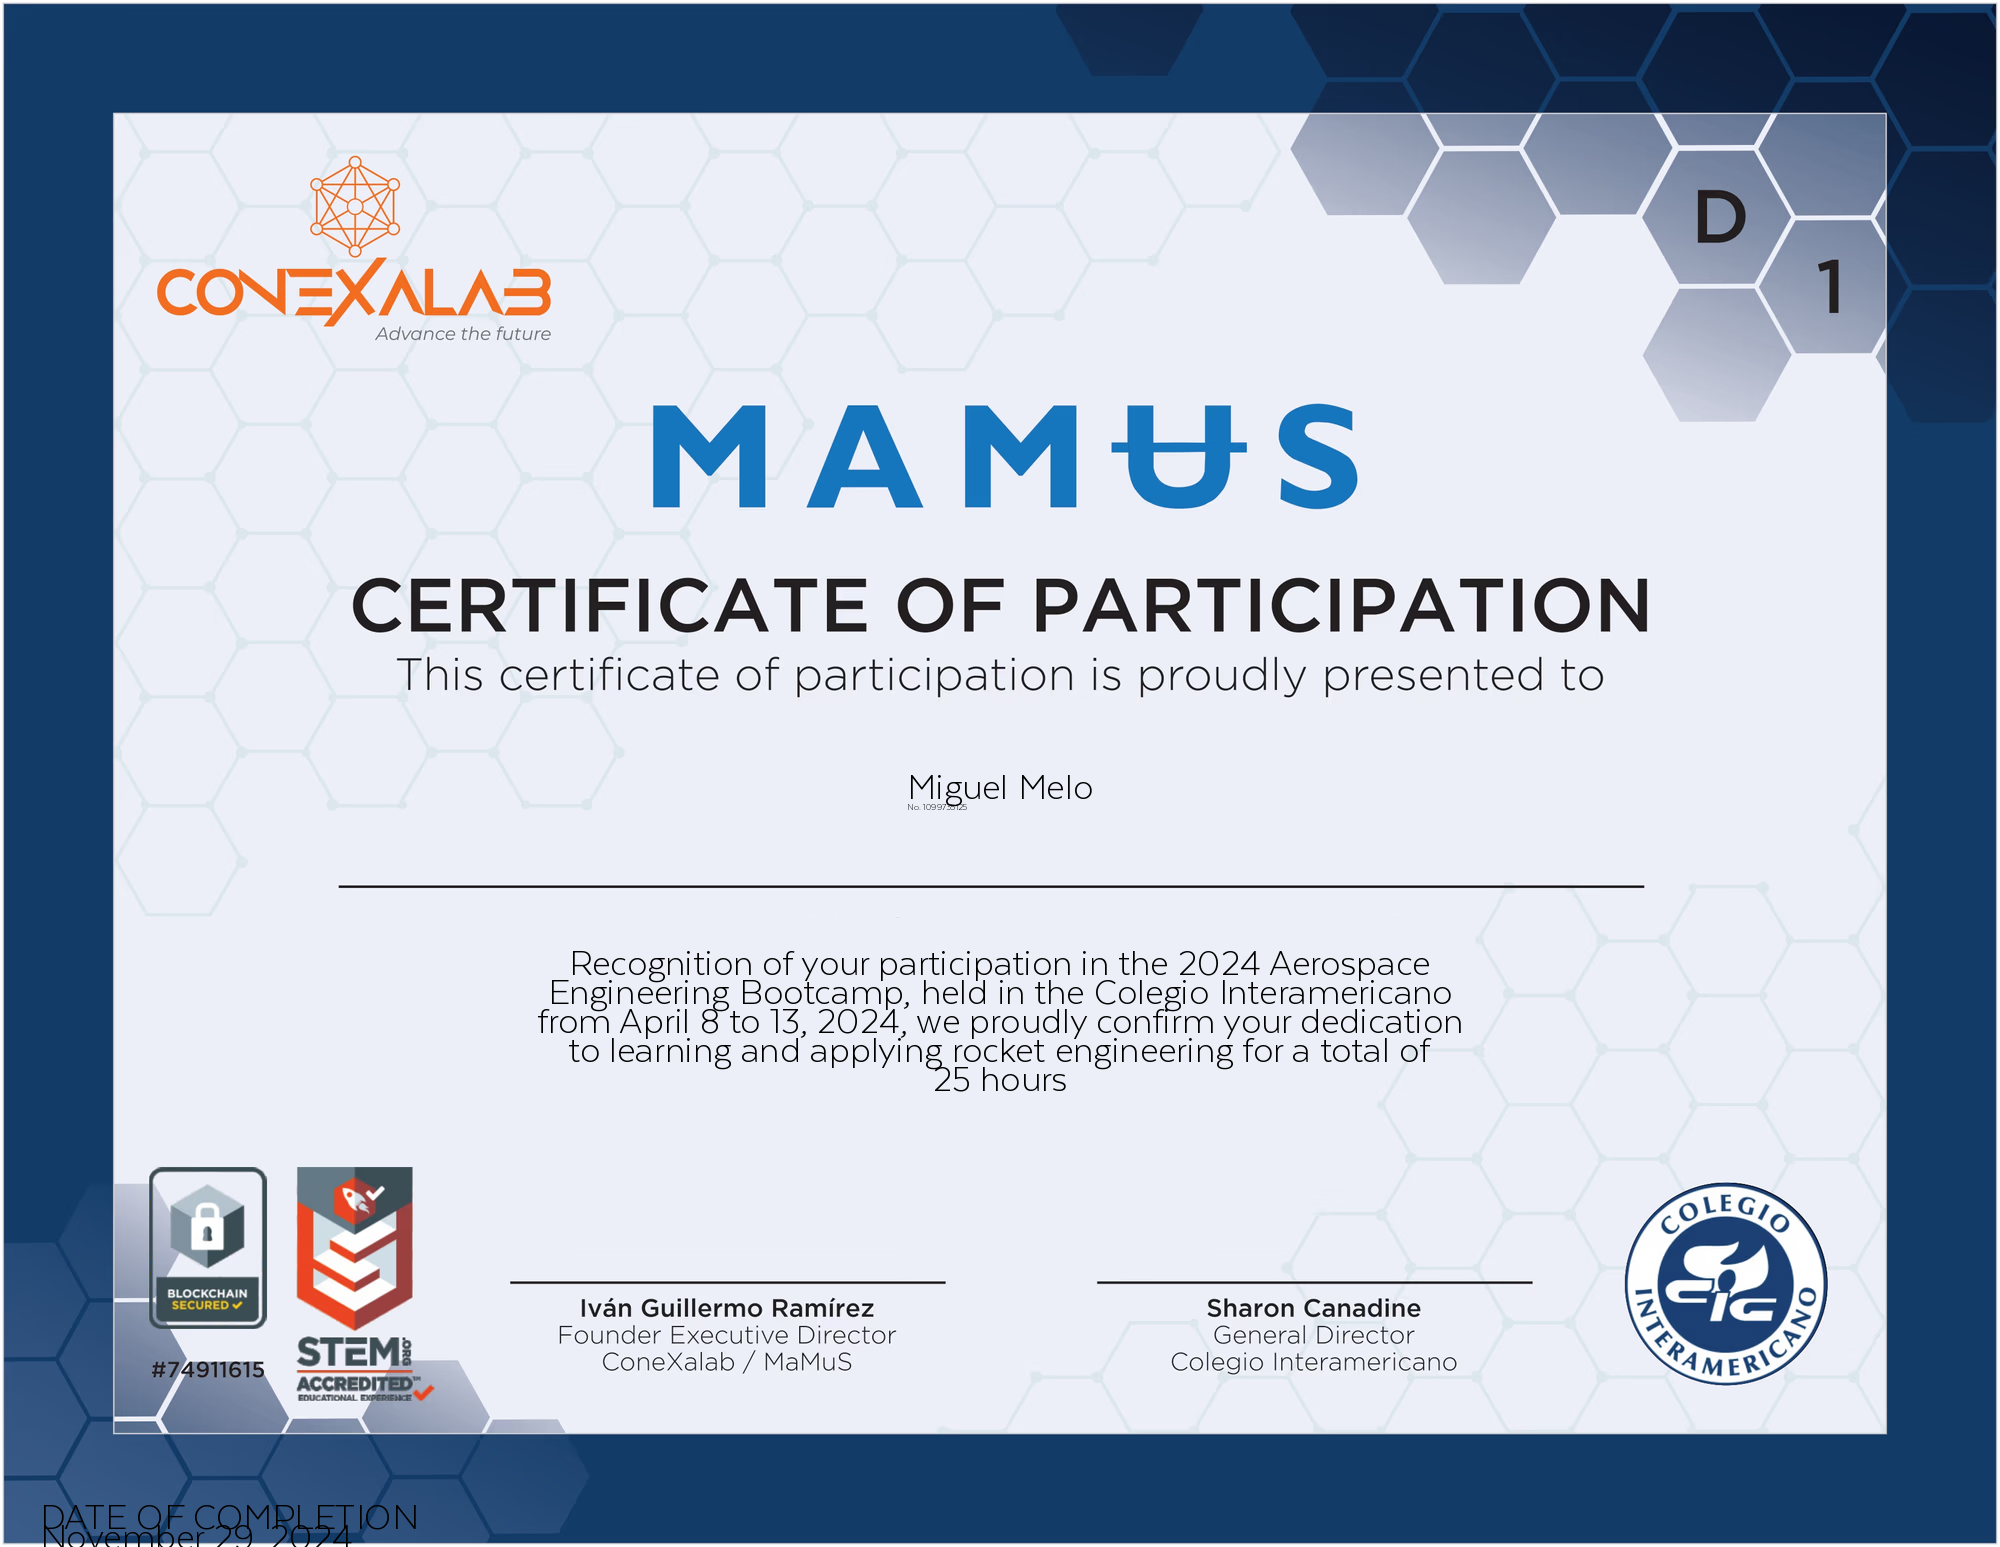 CONEXALAB
Advance the future
D
1
MAMUS
CERTIFICATE OF PARTICIPATION
This certificate of participation is proudly presented to
Miguel Melo
Recognition of your participation in the 2024 Aerospace
Engineering Bootcamp, held in the Colegio Interamericano
from April 8 to 13, 2024, we proudly confirm your dedication
to learning and applying rocket engineering for a total of
25 hours
BLOCKCHAIN
SECURED
#74911615
STEM.ORG
ACCREDITED™
EDUCATIONAL EXPERIENCE
Iván Guillermo Ramírez
Founder Executive Director
ConeXalab / MaMuS
Sharon Canadine
General Director
Colegio Interamericano
COLEGIO
CIC
INTERAMERICANO
DATE OF COMPLETION
November 29, 2024